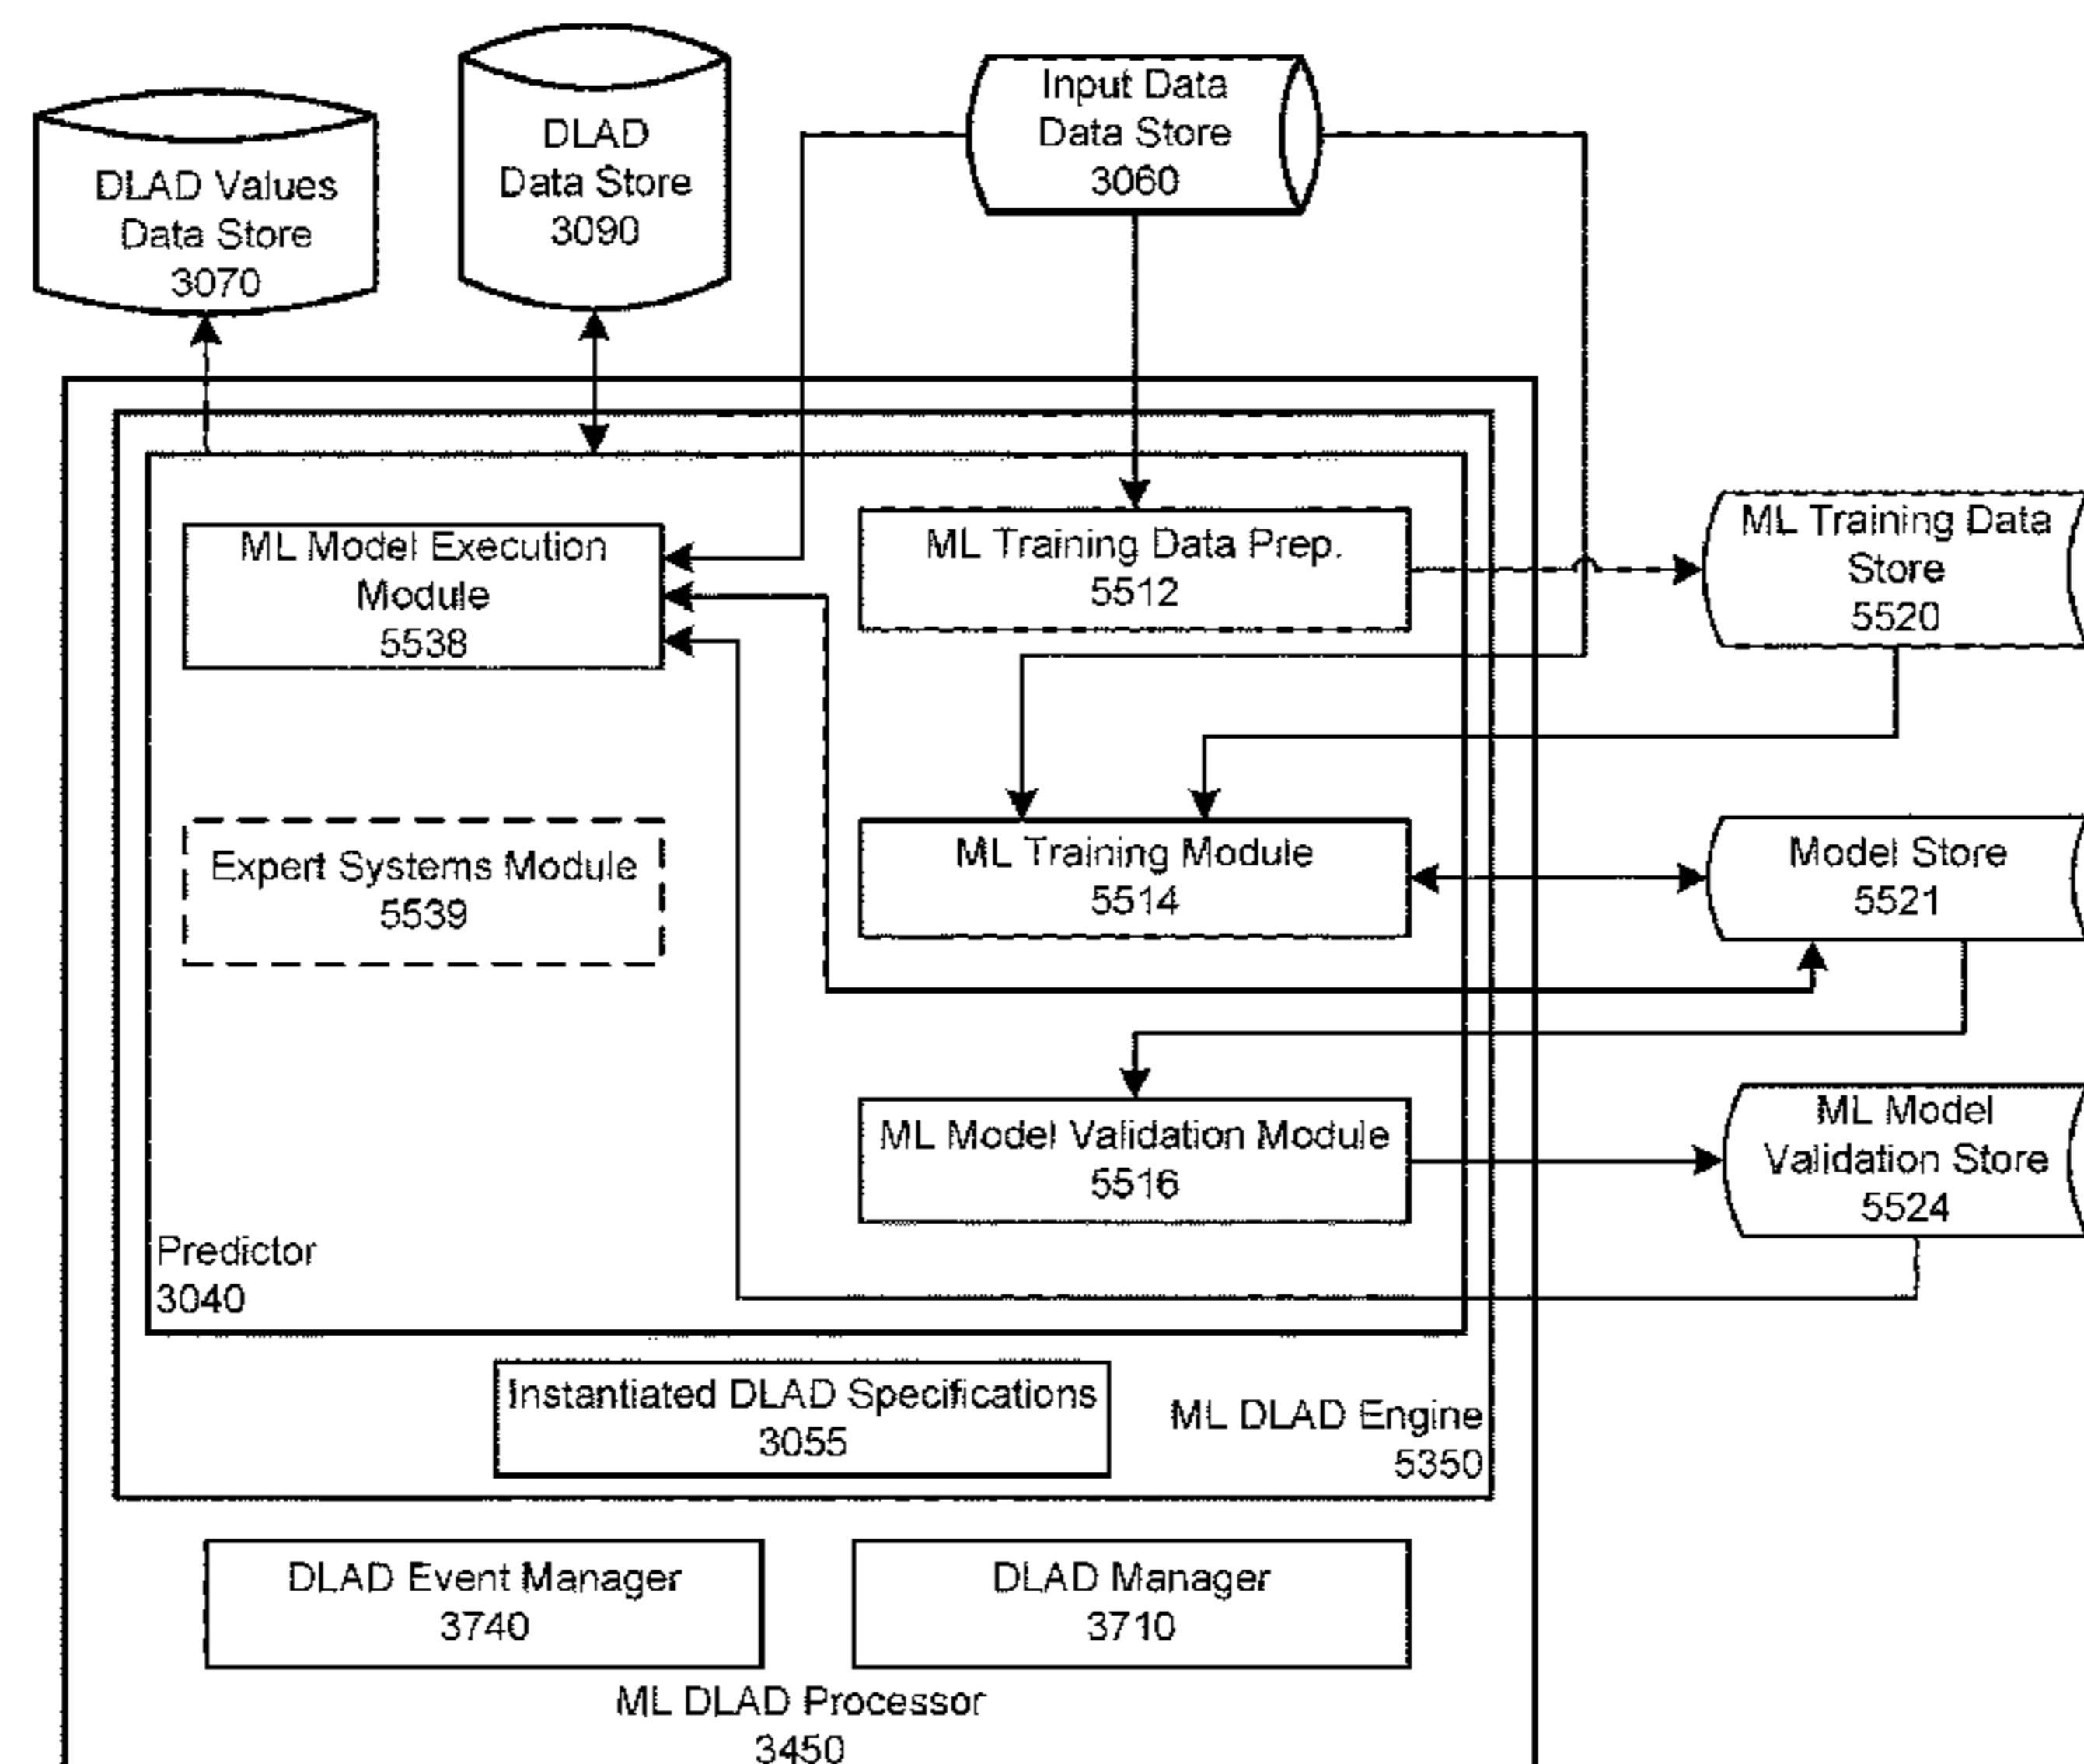 DLAD Values
Data Store
3070
DLAD
Data Store
3090
Input Data
Data Store
3060
ML Model Execution
Module
5538
ML Training Data Prep.
5512
ML Training Data
Store
5520
Expert Systems Module
5539
ML Training Module
5514
Model Store
5521
ML Model Validation Module
5516
ML Model
Validation Store
5524
Predictor
3040
Instantiated DLAD Specifications
3055
ML DLAD Engine
5350
DLAD Event Manager
3740
DLAD Manager
3710
ML DLAD Processor
3450